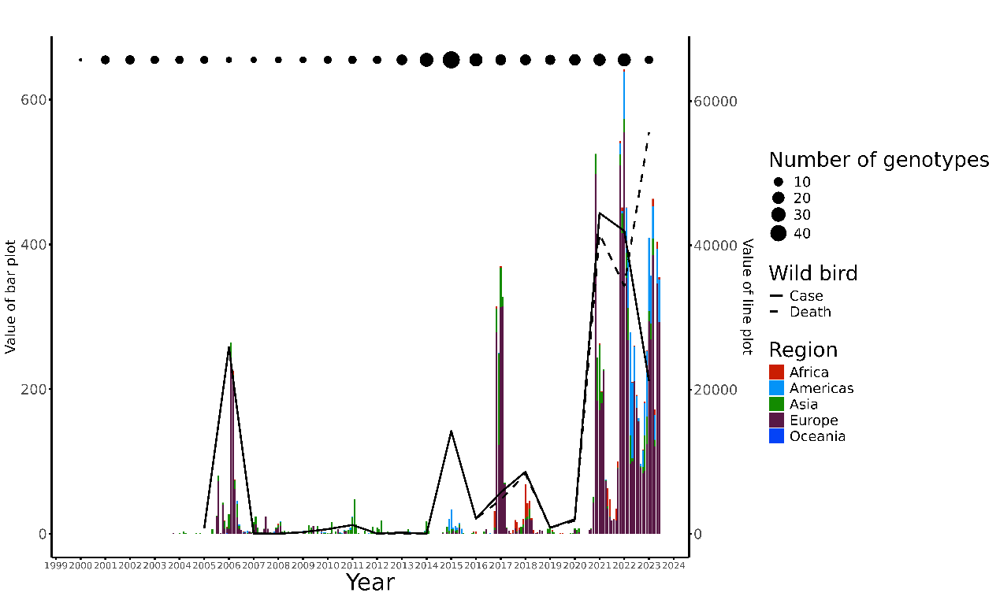 600
400
200
0
Value of bar plot
60000
40000
20000
0
Value of line plot
1999 2000 2001 2002 2003 2004 2005 2006 2007 2008 2009 2010 2011 2012 2013 2014 2015 2016 2017 2018 2019 2020 2021 2022 2023 2024
Year
Number of genotypes
10
20
30
40
Wild bird
Case
Death
Region
Africa
Americas
Asia
Europe
Oceania